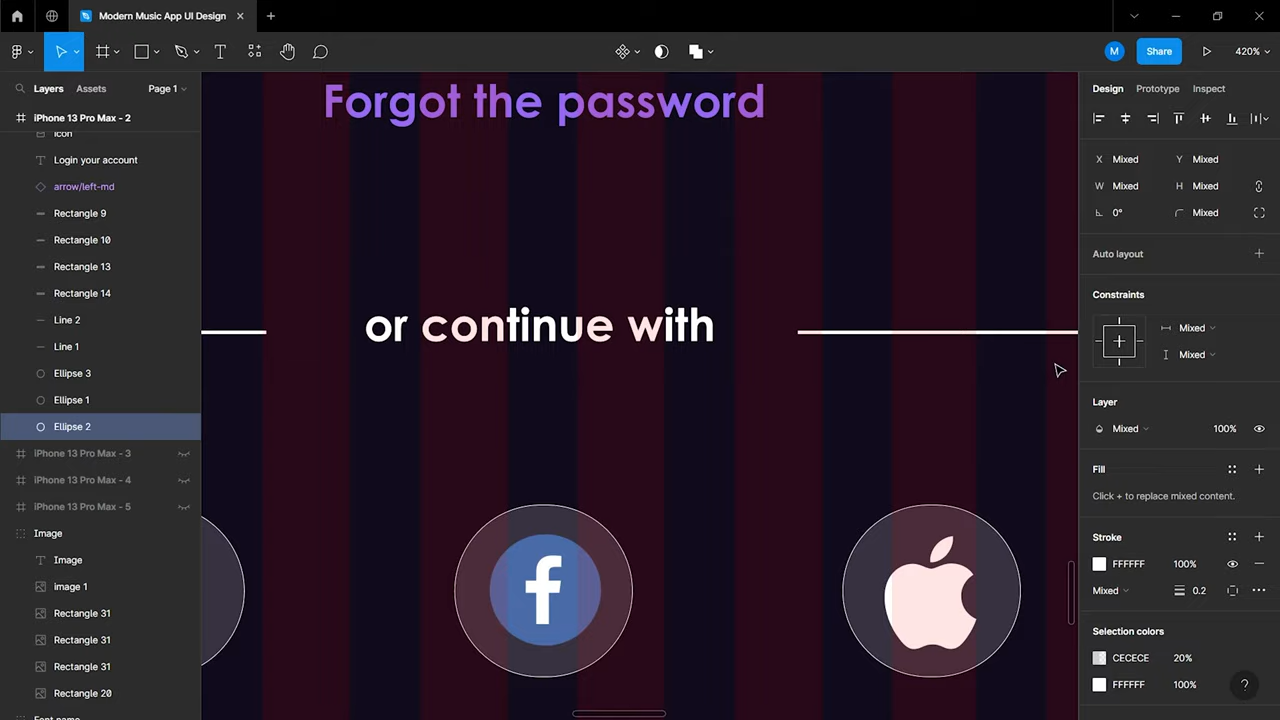 Modern Music App UI Design
M
Share
420%
Layers
Assets
Page 1
Design
Prototype
Inspect
iPhone 13 Pro Max - 2
Icon
Login your account
arrow/left-md
Rectangle 9
Rectangle 10
Rectangle 13
Rectangle 14
Line 2
Line 1
Ellipse 3
Ellipse 1
Ellipse 2
iPhone 13 Pro Max - 3
iPhone 13 Pro Max - 4
iPhone 13 Pro Max - 5
Image
Image
image 1
Rectangle 31
Rectangle 31
Rectangle 31
Rectangle 20
Forgot the password
or continue with
f
X Mixed Y Mixed
W Mixed H Mixed
0° Mixed
Auto layout
Constraints
Mixed
Mixed
Layer
Mixed 100%
Fill
Click + to replace mixed content.
Stroke
FFFFFF 100%
Mixed 0.2
Selection colors
CECECE 20%
FFFFFF 100%
?